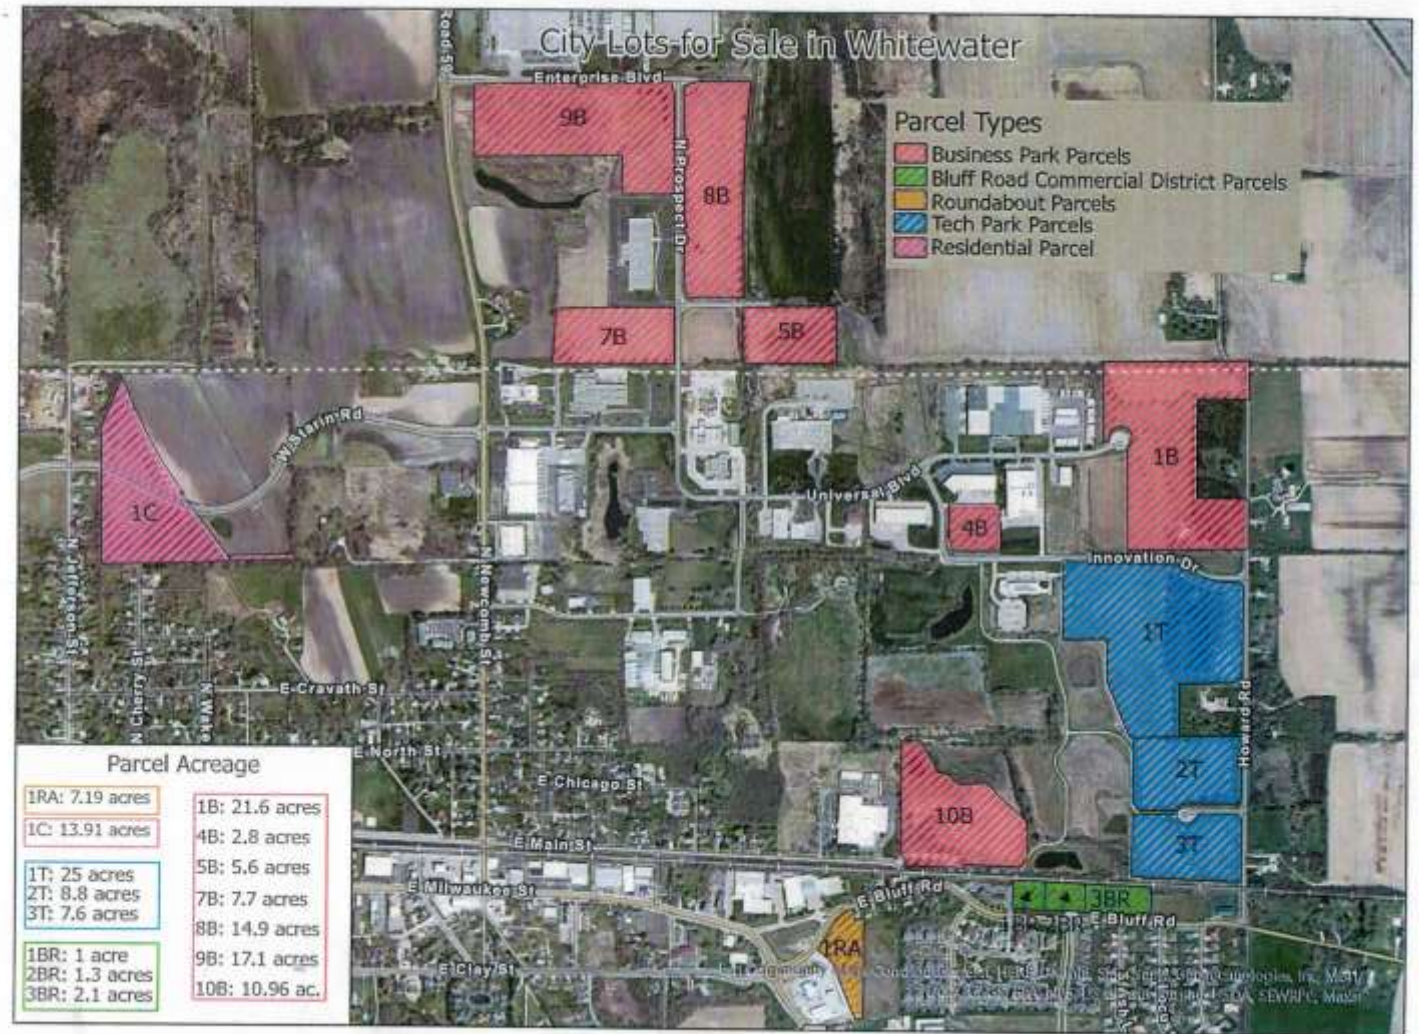 City Lots for Sale in Whitewater
Enterprise Blvd
9B
N Prospect Dr
8B
Parcel Types
Business Park Parcels
Bluff Road Commercial District Parcels
Roundabout Parcels
Tech Park Parcels
Residential Parcel
7B
5B
W Starin Rd
1B
1C
Universal Blvd
4B
Innovation Dr
N Jefferson St
N Newcomb St
1T
N Cherry St
E Cravath St
Howard Rd
E North St
2T
E Chicago St
10B
E Main St
3T
E Milwaukee St
E Bluff Rd
3BR
E Bluff Rd
1RA
E Clay St
Parcel Acreage
1RA: 7.19 acres
1C: 13.91 acres
1T: 25 acres
2T: 8.8 acres
3T: 7.6 acres
1BR: 1 acre
2BR: 1.3 acres
3BR: 2.1 acres
1B: 21.6 acres
4B: 2.8 acres
5B: 5.6 acres
7B: 7.7 acres
8B: 14.9 acres
9B: 17.1 acres
10B: 10.96 ac.